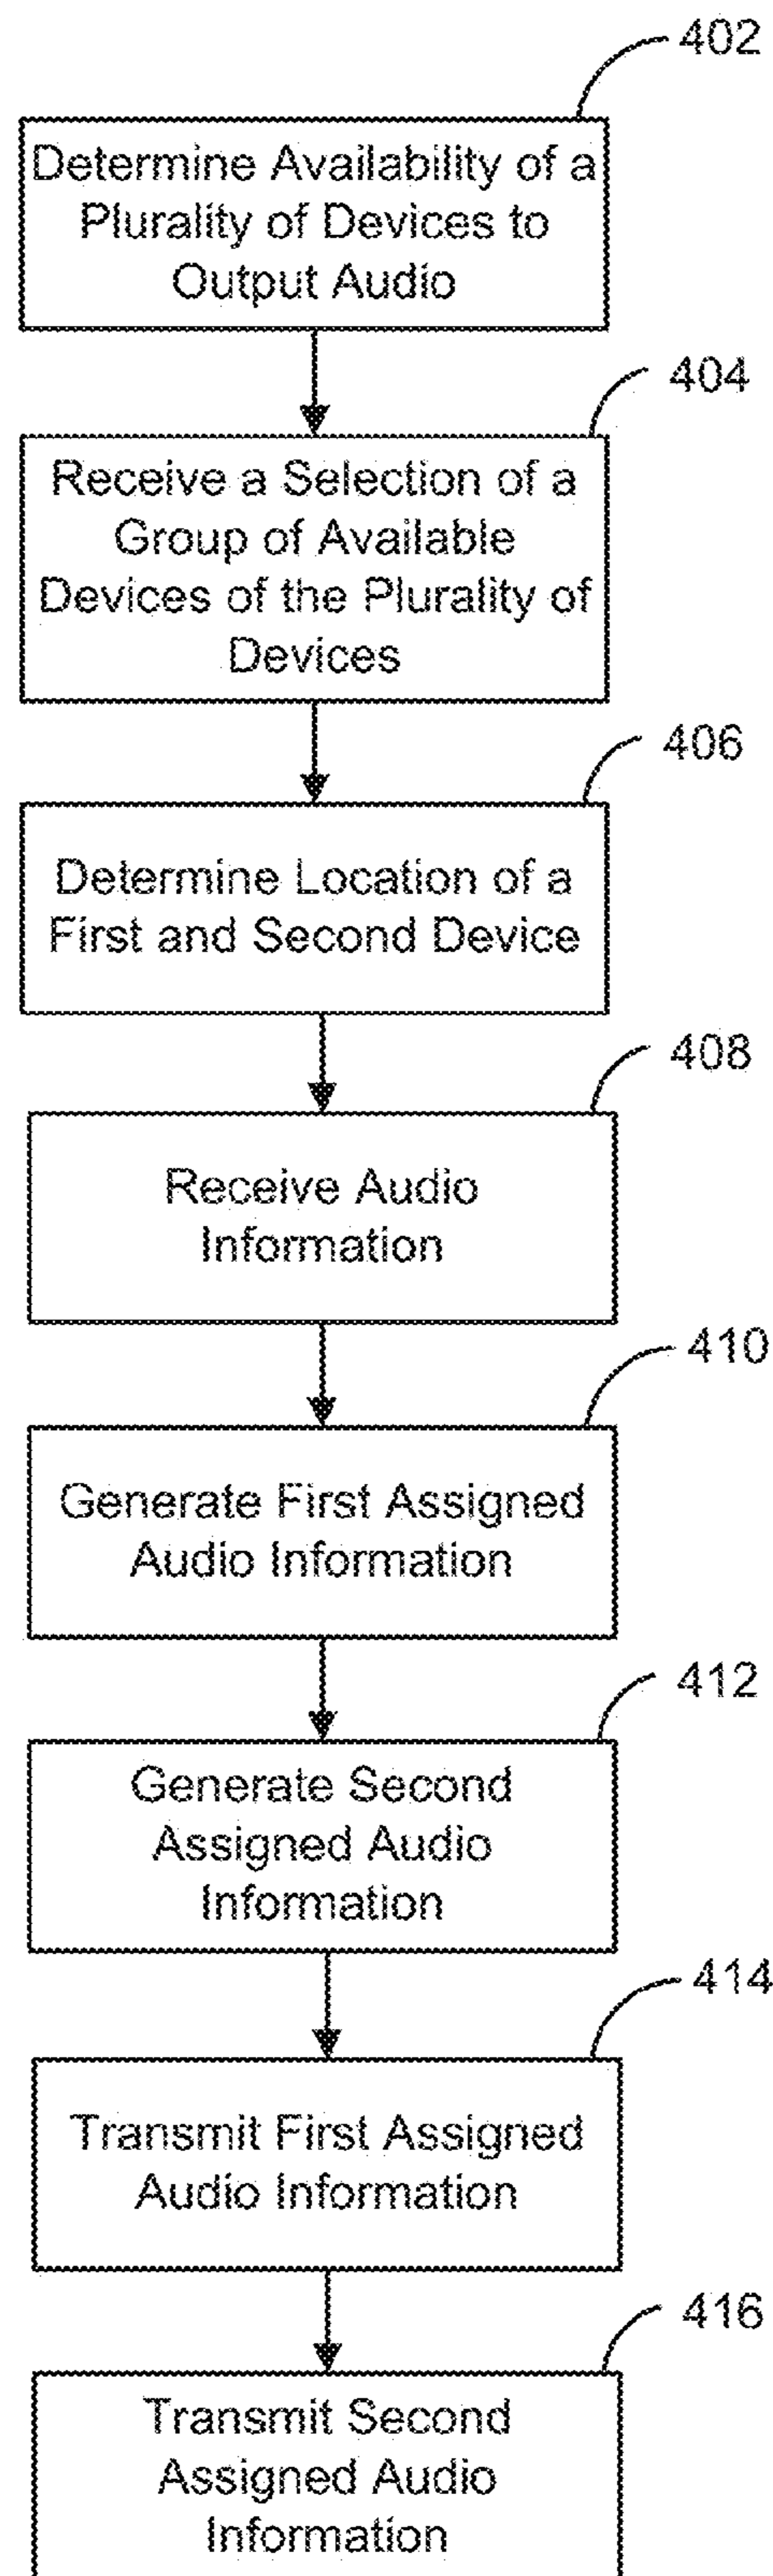 402
Determine Availability of a
Plurality of Devices to
Output Audio
404
Receive a Selection of a
Group of Available
Devices of the Plurality of
Devices
406
Determine Location of a
First and Second Device
408
Receive Audio
Information
410
Generate First Assigned
Audio Information
412
Generate Second
Assigned Audio
Information
414
Transmit First Assigned
Audio Information
416
Transmit Second
Assigned Audio
Information